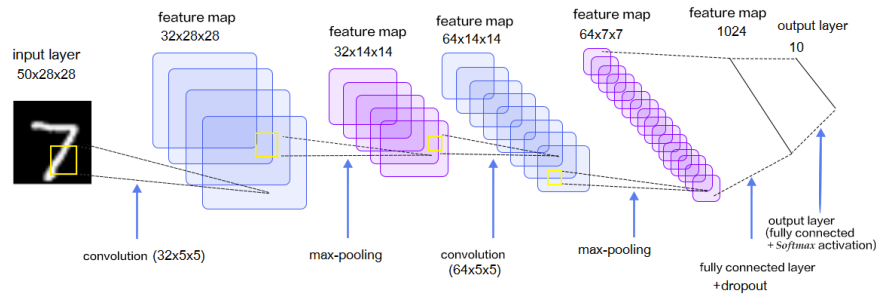 input layer
50x28x28
feature map
32x28x28
feature map
32x14x14
feature map
64x14x14
feature map
64x7x7
feature map
1024
output layer
10
7
convolution (32x5x5)
max-pooling
convolution
(64x5x5)
max-pooling
fully connected layer
+dropout
output layer
(fully connected
+Softmax activation)